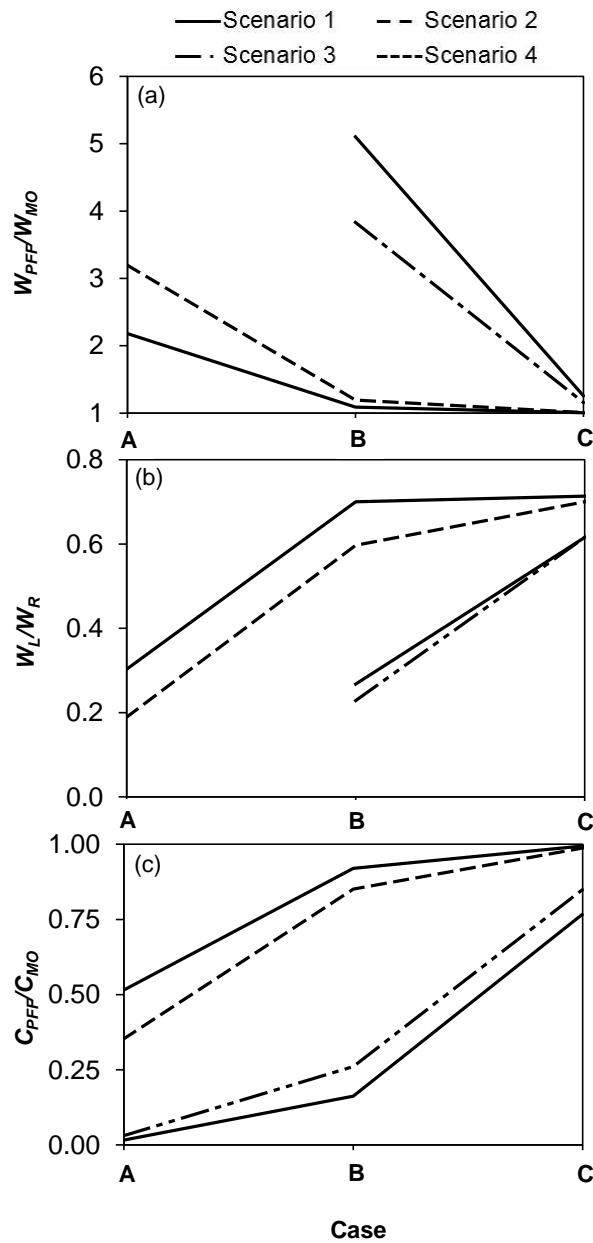 Scenario 1 Scenario 2
Scenario 3 Scenario 4
(a)
6
5
4
3
2
1
W_PFP/W_MO
A B C
(b)
0.8
0.6
0.4
0.2
0.0
W_L/W_R
A B C
(c)
1.00
0.75
0.50
0.25
0.00
C_PFP/C_MO
A B C
Case